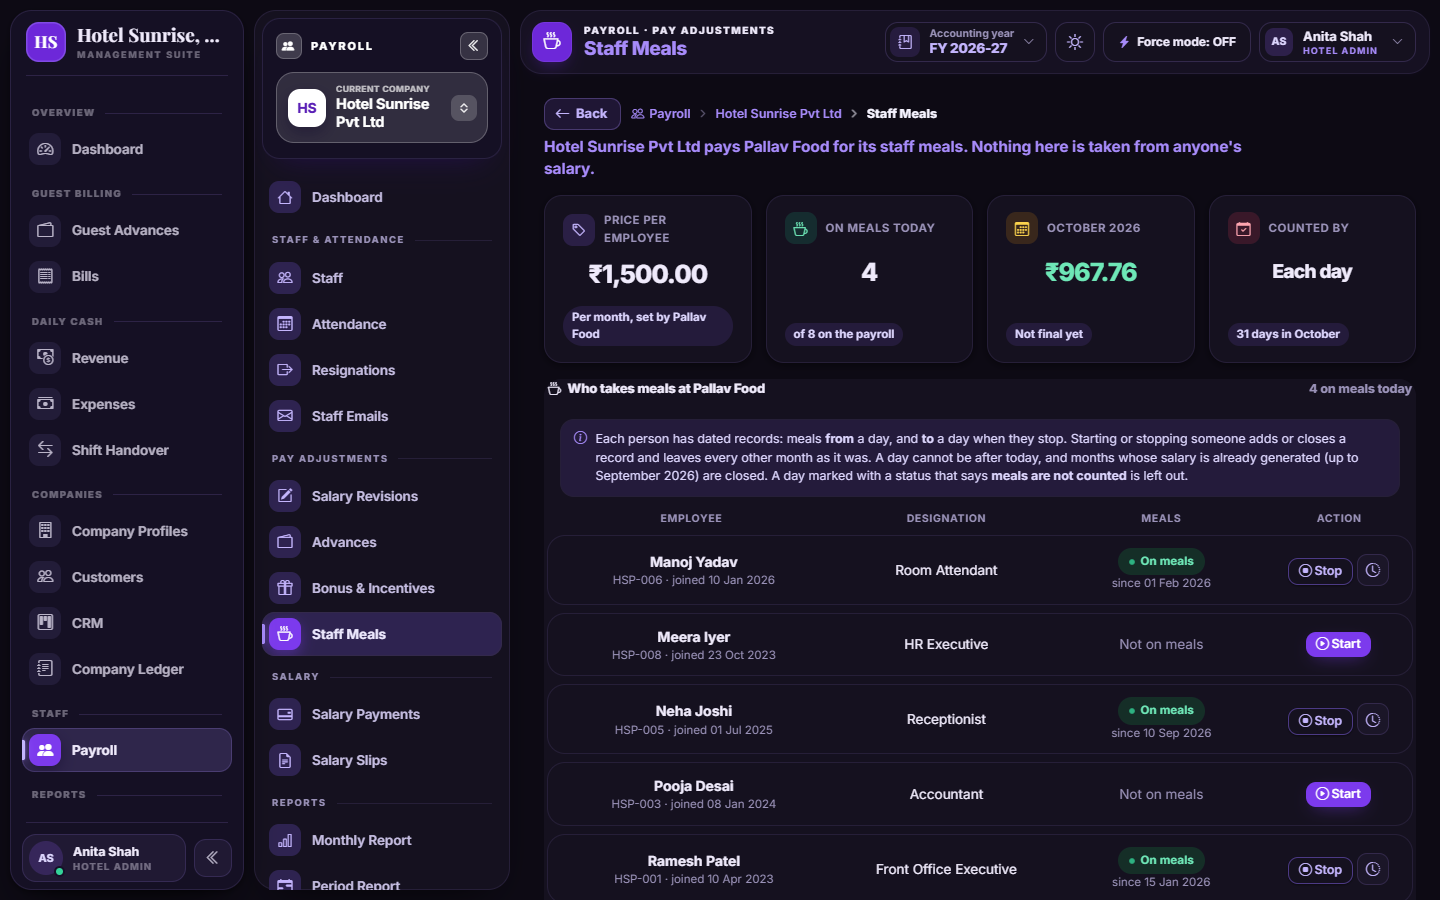 HS
Hotel Sunrise, ...
MANAGEMENT SUITE
OVERVIEW
Dashboard
GUEST BILLING
Guest Advances
Bills
DAILY CASH
Revenue
Expenses
Shift Handover
COMPANIES
Company Profiles
Customers
CRM
Company Ledger
STAFF
Payroll
REPORTS
AS
Anita Shah
HOTEL ADMIN
PAYROLL
HS
CURRENT COMPANY
Hotel Sunrise
Pvt Ltd
Dashboard
STAFF & ATTENDANCE
Staff
Attendance
Resignations
Staff Emails
PAY ADJUSTMENTS
Salary Revisions
Advances
Bonus & Incentives
Staff Meals
SALARY
Salary Payments
Salary Slips
REPORTS
Monthly Report
Period Report
PAYROLL · PAY ADJUSTMENTS
Staff Meals
Accounting year
FY 2026-27
Force mode: OFF
AS
Anita Shah
HOTEL ADMIN
Back
Payroll
Hotel Sunrise Pvt Ltd
Staff Meals
Hotel Sunrise Pvt Ltd pays Pallav Food for its staff meals. Nothing here is taken from anyone's
salary.
PRICE PER
EMPLOYEE
₹1,500.00
Per month, set by Pallav
Food
ON MEALS TODAY
4
of 8 on the payroll
OCTOBER 2026
₹967.76
Not final yet
COUNTED BY
Each day
31 days in October
Who takes meals at Pallav Food
4 on meals today
Each person has dated records: meals from a day, and to a day when they stop. Starting or stopping someone adds or closes a
record and leaves every other month as it was. A day cannot be after today, and months whose salary is already generated (up to
September 2026) are closed. A day marked with a status that says meals are not counted is left out.
EMPLOYEE DESIGNATION MEALS ACTION
Manoj Yadav
HSP-006 · joined 10 Jan 2026
Room Attendant
On meals
since 01 Feb 2026
Stop
Meera Iyer
HSP-008 · joined 23 Oct 2023
HR Executive
Not on meals
Start
Neha Joshi
HSP-005 · joined 01 Jul 2025
Receptionist
On meals
since 10 Sep 2026
Stop
Pooja Desai
HSP-003 · joined 08 Jan 2024
Accountant
Not on meals
Start
Ramesh Patel
HSP-001 · joined 10 Apr 2023
Front Office Executive
On meals
since 15 Jan 2026
Stop